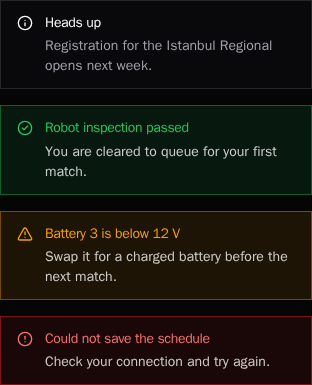 Heads up
Registration for the Istanbul Regional
opens next week.
Robot inspection passed
You are cleared to queue for your first
match.
Battery 3 is below 12 V
Swap it for a charged battery before the
next match.
Could not save the schedule
Check your connection and try again.